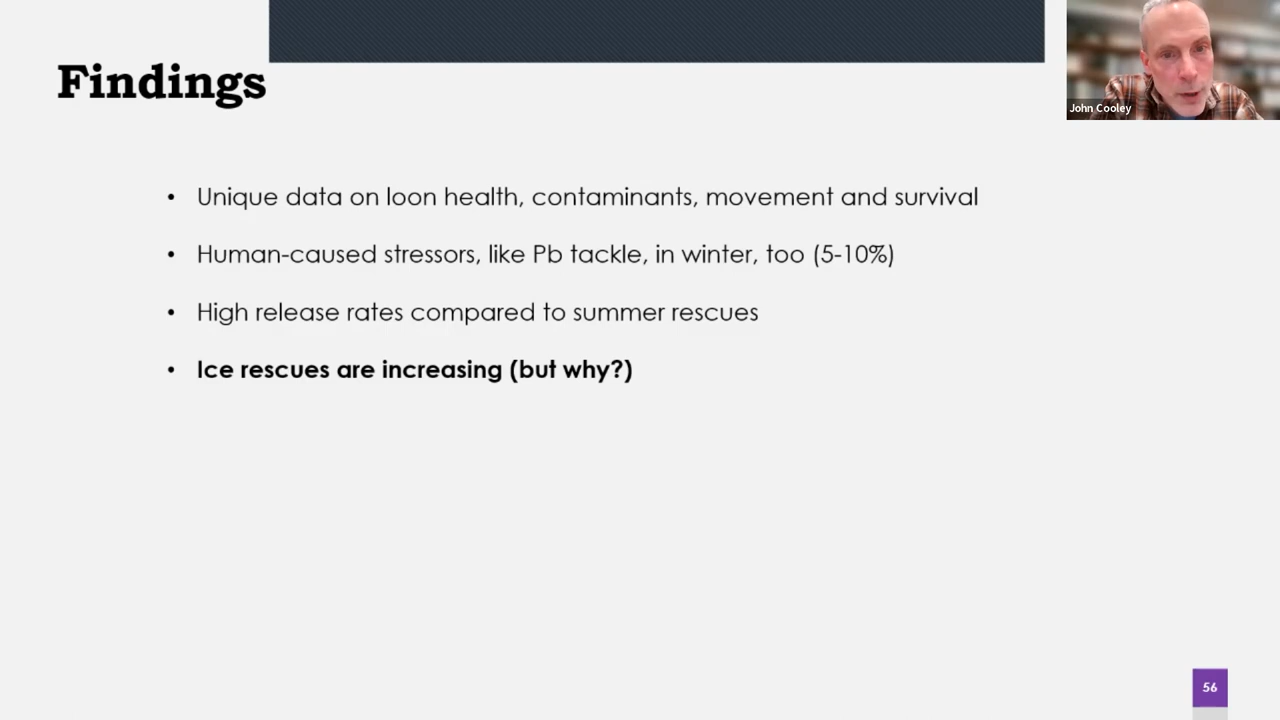 Findings
John Cooley
• Unique data on loon health, contaminants, movement and survival
• Human-caused stressors, like Pb tackle, in winter, too (5-10%)
• High release rates compared to summer rescues
• Ice rescues are increasing (but why?)
56